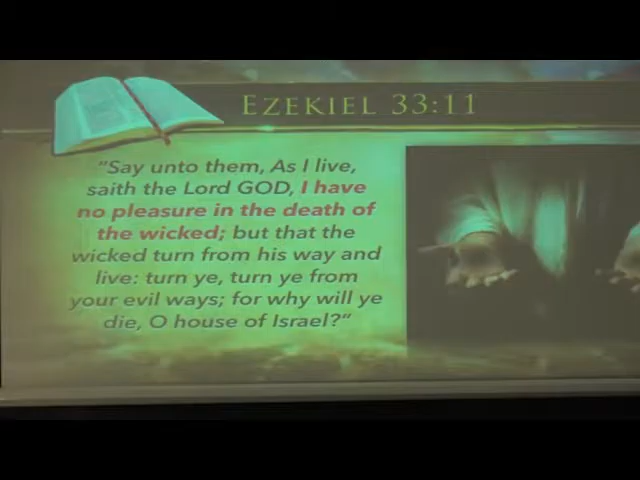 EZEKIEL 33:11
"Say unto them, As I live,
saith the Lord GOD, I have
no pleasure in the death of
the wicked; but that the
wicked turn from his way and
live: turn ye, turn ye from
your evil ways; for why will ye
die, O house of Israel?"